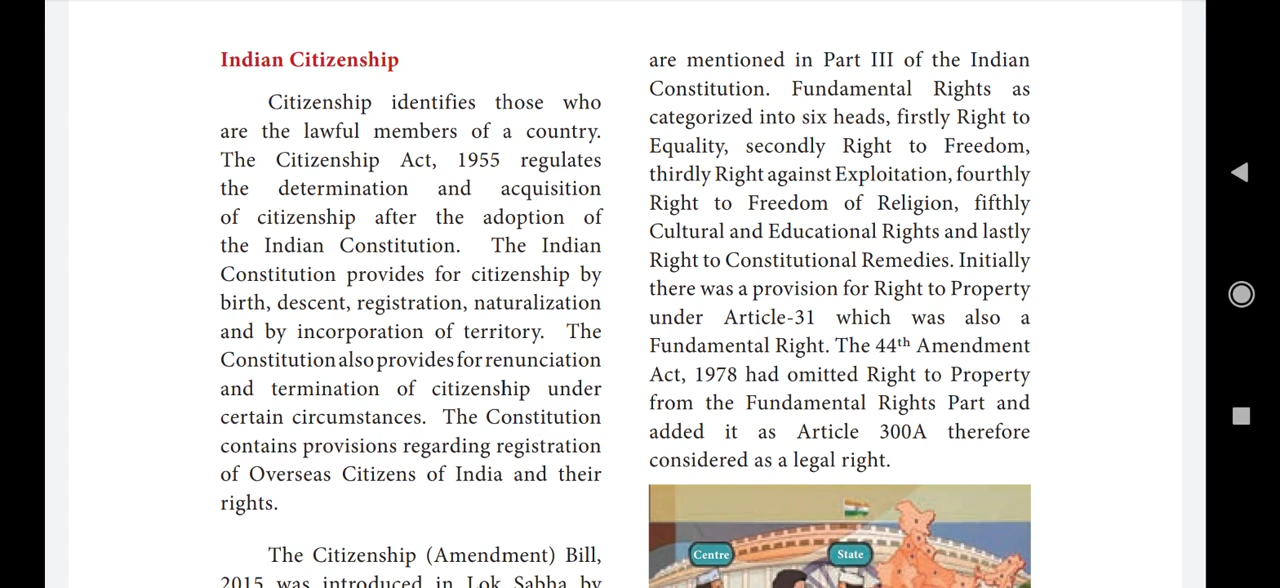 Indian Citizenship
Citizenship identifies those who
are the lawful members of a country.
The Citizenship Act, 1955 regulates
the determination and acquisition
of citizenship after the adoption of
the Indian Constitution. The Indian
Constitution provides for citizenship by
birth, descent, registration, naturalization
and by incorporation of territory. The
Constitution also provides for renunciation
and termination of citizenship under
certain circumstances. The Constitution
contains provisions regarding registration
of Overseas Citizens of India and their
rights.
The Citizenship (Amendment) Bill,
2015 was introduced in Lok Sabha by
are mentioned in Part III of the Indian
Constitution. Fundamental Rights as
categorized into six heads, firstly Right to
Equality, secondly Right to Freedom,
thirdly Right against Exploitation, fourthly
Right to Freedom of Religion, fifthly
Cultural and Educational Rights and lastly
Right to Constitutional Remedies. Initially
there was a provision for Right to Property
under Article-31 which was also a
Fundamental Right. The 44th Amendment
Act, 1978 had omitted Right to Property
from the Fundamental Rights Part and
added it as Article 300A therefore
considered as a legal right.
Centre
State